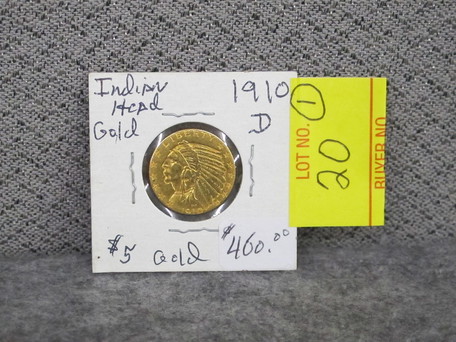 Indian
Head
Gold
1910
D
.$5 Gold
$460.00
LOT NO. 1
20
BUYER NO.